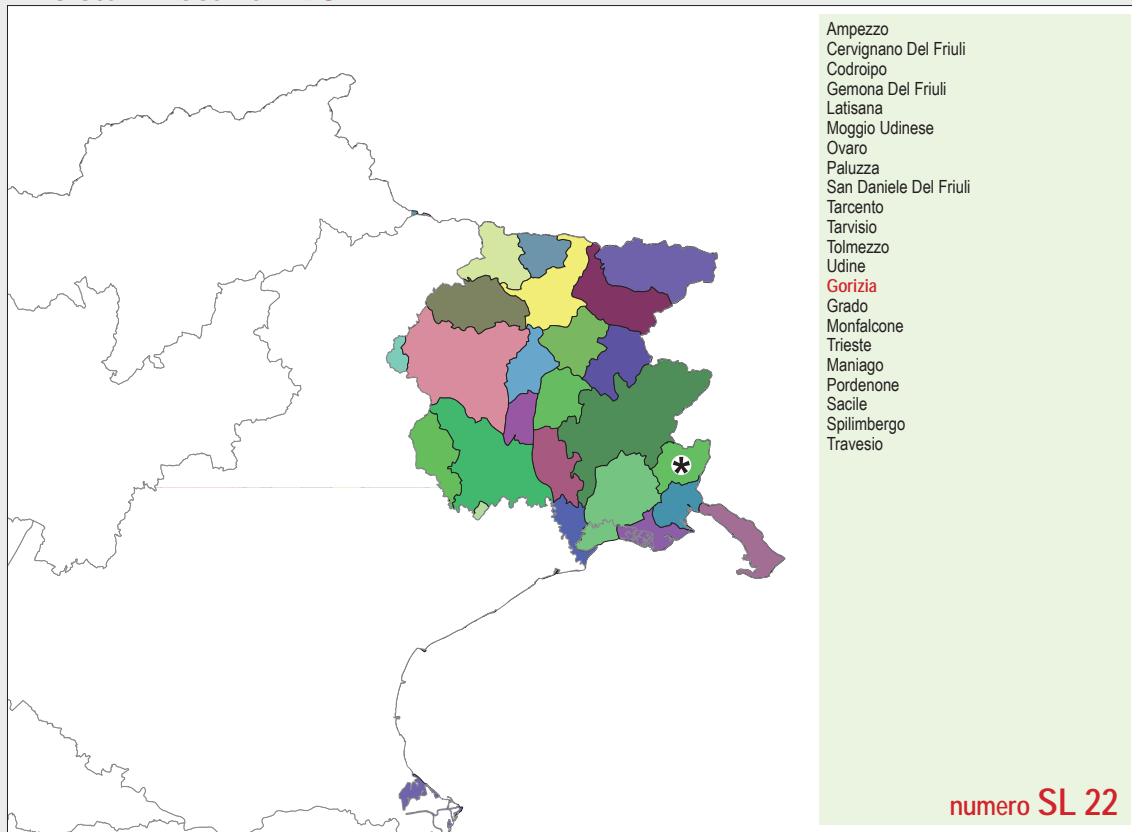 Ampezzo
Cervignano Del Friuli
Codroipo
Gemona Del Friuli
Latisana
Moggio Udinese
Ovaro
Paluzza
San Daniele Del Friuli
Tarcento
Tarvisio
Tolmezzo
Udine
Gorizia
Grado
Monfalcone
Trieste
Maniago
Pordenone
Sacile
Spilimbergo
Travesio
numero SL 22